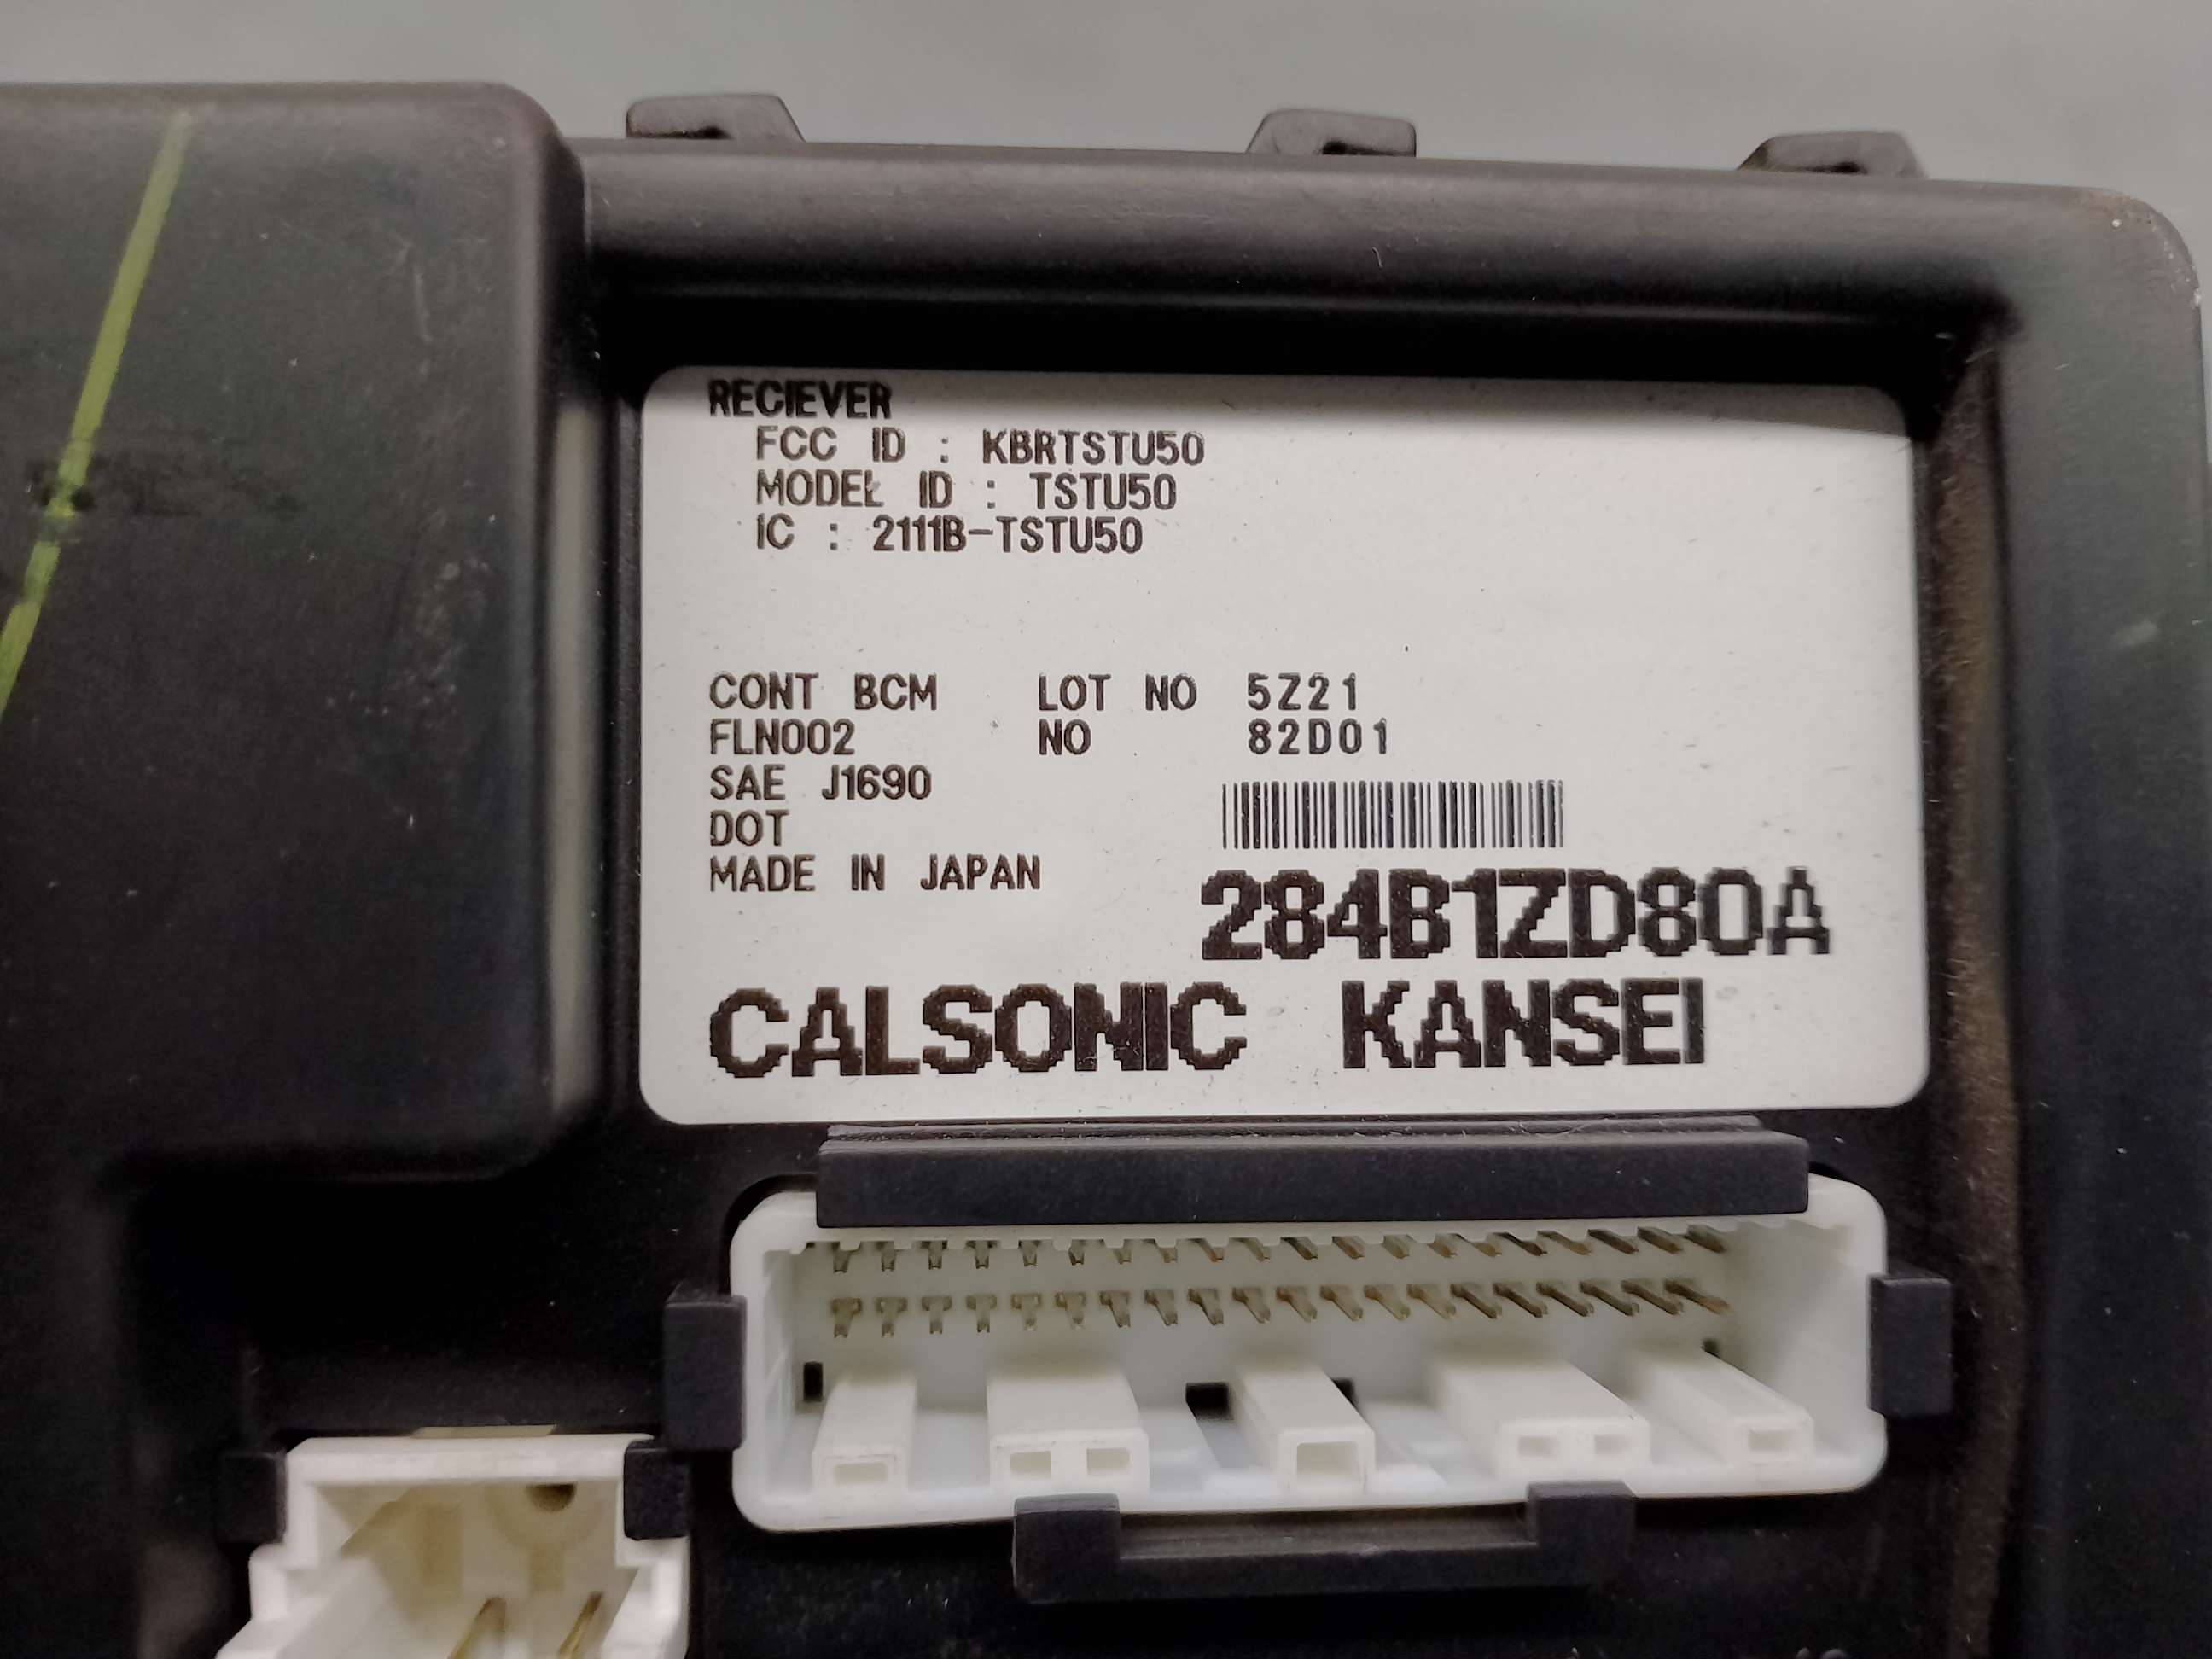 RECIEVER
FCC ID : KBRTSTU50
MODEL ID : TSTU50
IC : 2111B-TSTU50
CONT BCM LOT NO 5Z21
FLN002 NO 82D01
SAE J1690
DOT
MADE IN JAPAN
284B1ZD80A
CALSONIC KANSEI